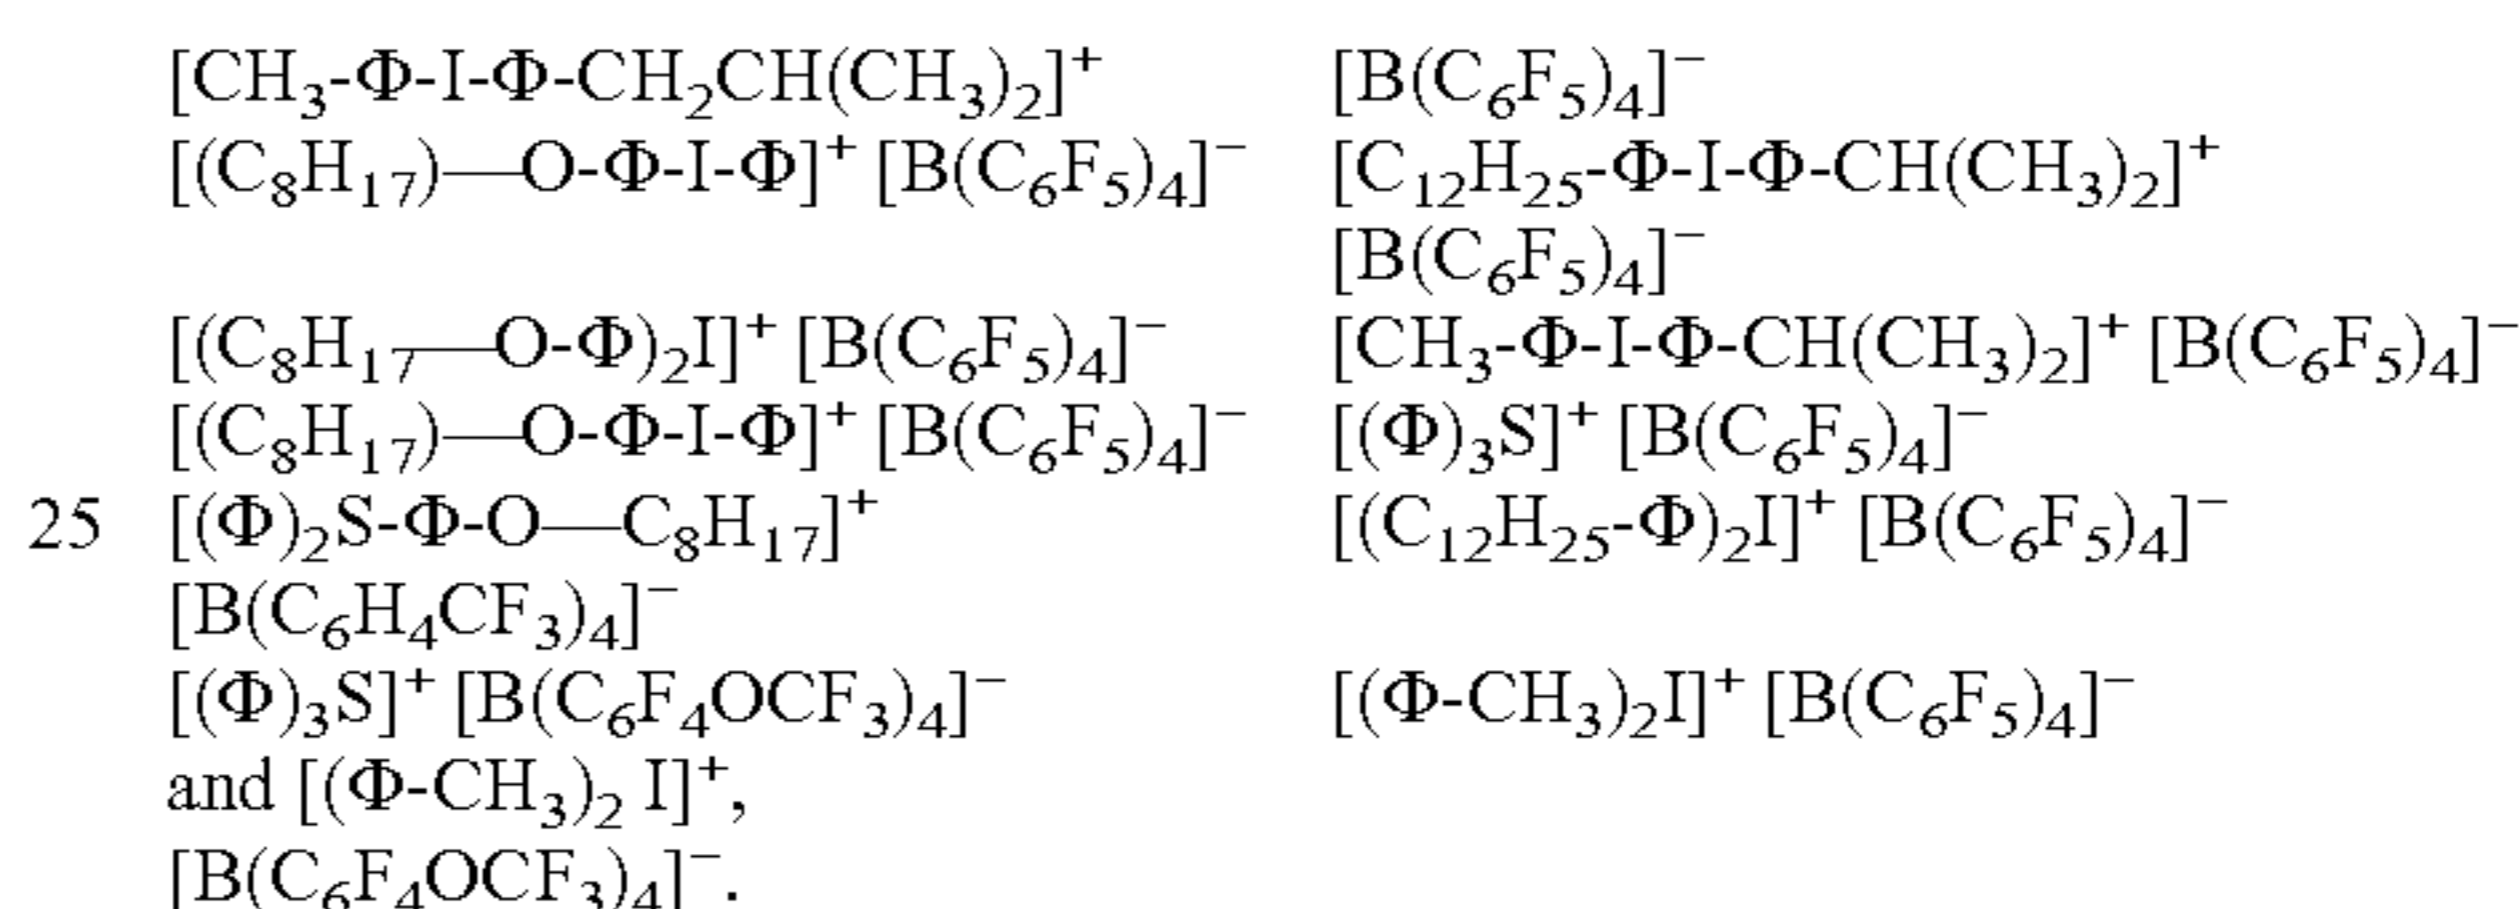 [CH₃-Φ-I-Φ-CH₂CH(CH₃)₂]⁺ [B(C₆F₅)₄]⁻
[(C₈H₁₇)—O-Φ-I-Φ]⁺ [B(C₆F₅)₄]⁻ [C₁₂H₂₅-Φ-I-Φ-CH(CH₃)₂]⁺
[B(C₆F₅)₄]⁻
[(C₈H₁₇—O-Φ)₂I]⁺ [B(C₆F₅)₄]⁻ [CH₃-Φ-I-Φ-CH(CH₃)₂]⁺ [B(C₆F₅)₄]⁻
[(C₈H₁₇)—O-Φ-I-Φ]⁺ [B(C₆F₅)₄]⁻ [(Φ)₃S]⁺ [B(C₆F₅)₄]⁻
25 [(Φ)₂S-Φ-O—C₈H₁₇]⁺ [(C₁₂H₂₅-Φ)₂I]⁺ [B(C₆F₅)₄]⁻
[B(C₆H₄CF₃)₄]⁻
[(Φ)₃S]⁺ [B(C₆F₄OCF₃)₄]⁻ [(Φ-CH₃)₂I]⁺ [B(C₆F₅)₄]⁻
and [(Φ-CH₃)₂ I]⁺,
[B(C₆F₄OCF₃)₄]⁻.